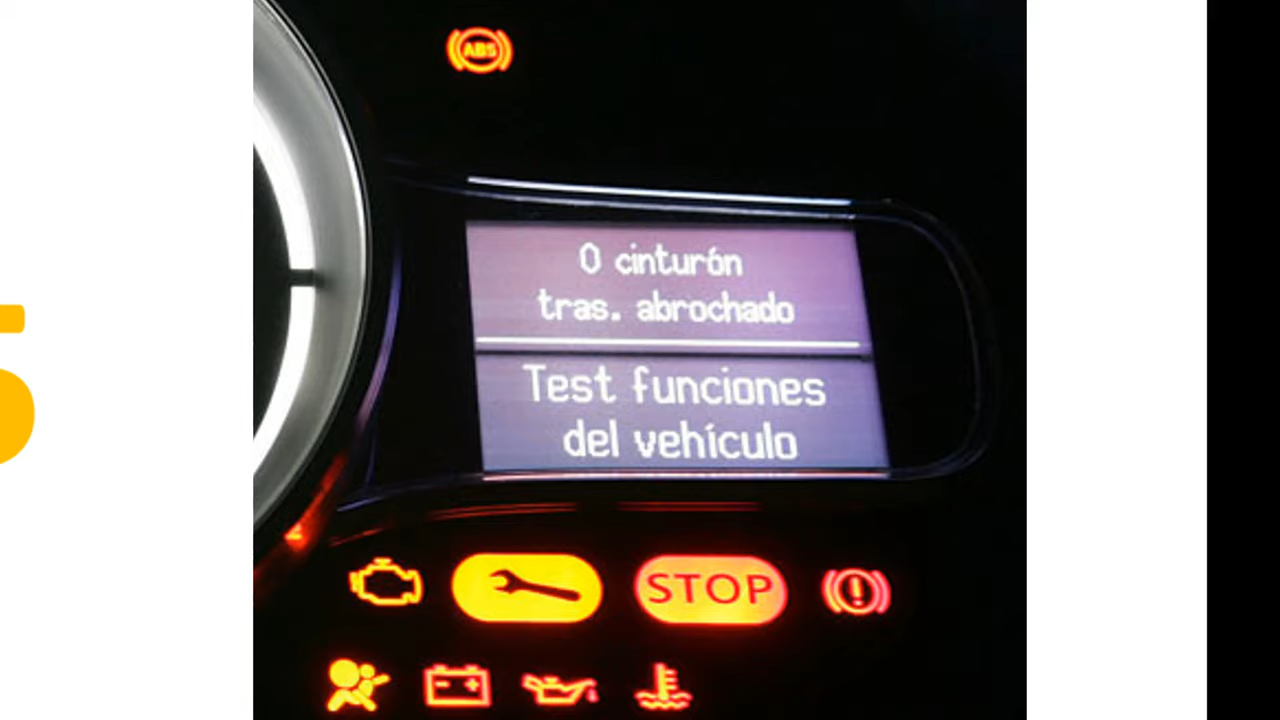 ABS
0 cinturón
tras. abrochado
Test funciones
del vehículo
STOP